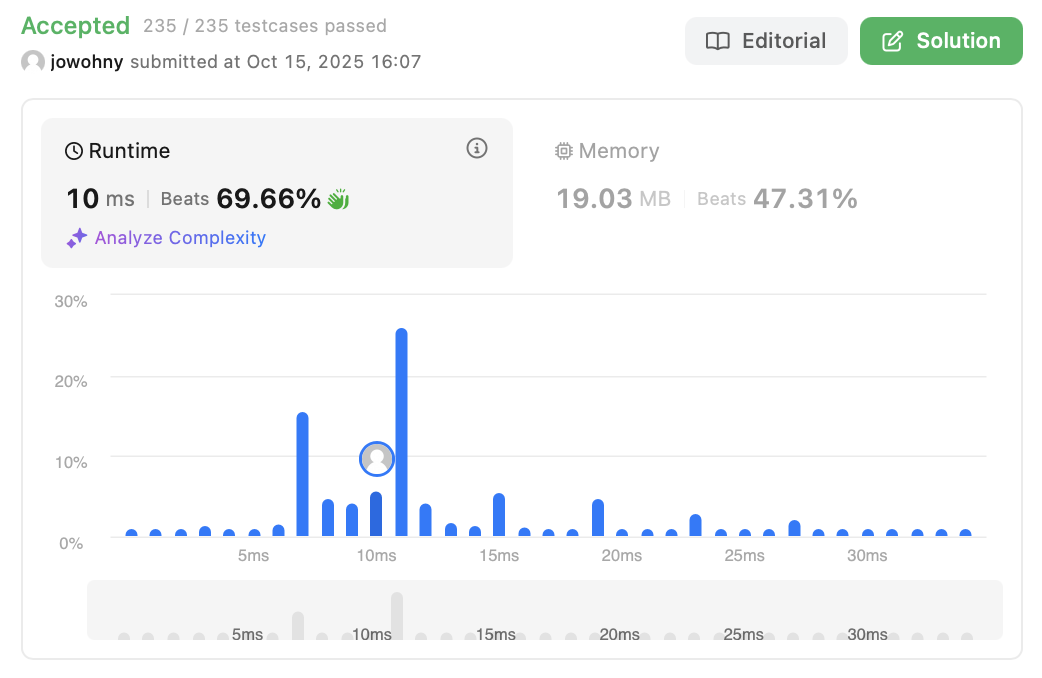 Accepted 235 / 235 testcases passed
jowohny submitted at Oct 15, 2025 16:07
Editorial
Solution
Runtime
10 ms | Beats 69.66%
Analyze Complexity
Memory
19.03 MB | Beats 47.31%
30%
20%
10%
0%
5ms 10ms 15ms 20ms 25ms 30ms
5ms 10ms 15ms 20ms 25ms 30ms